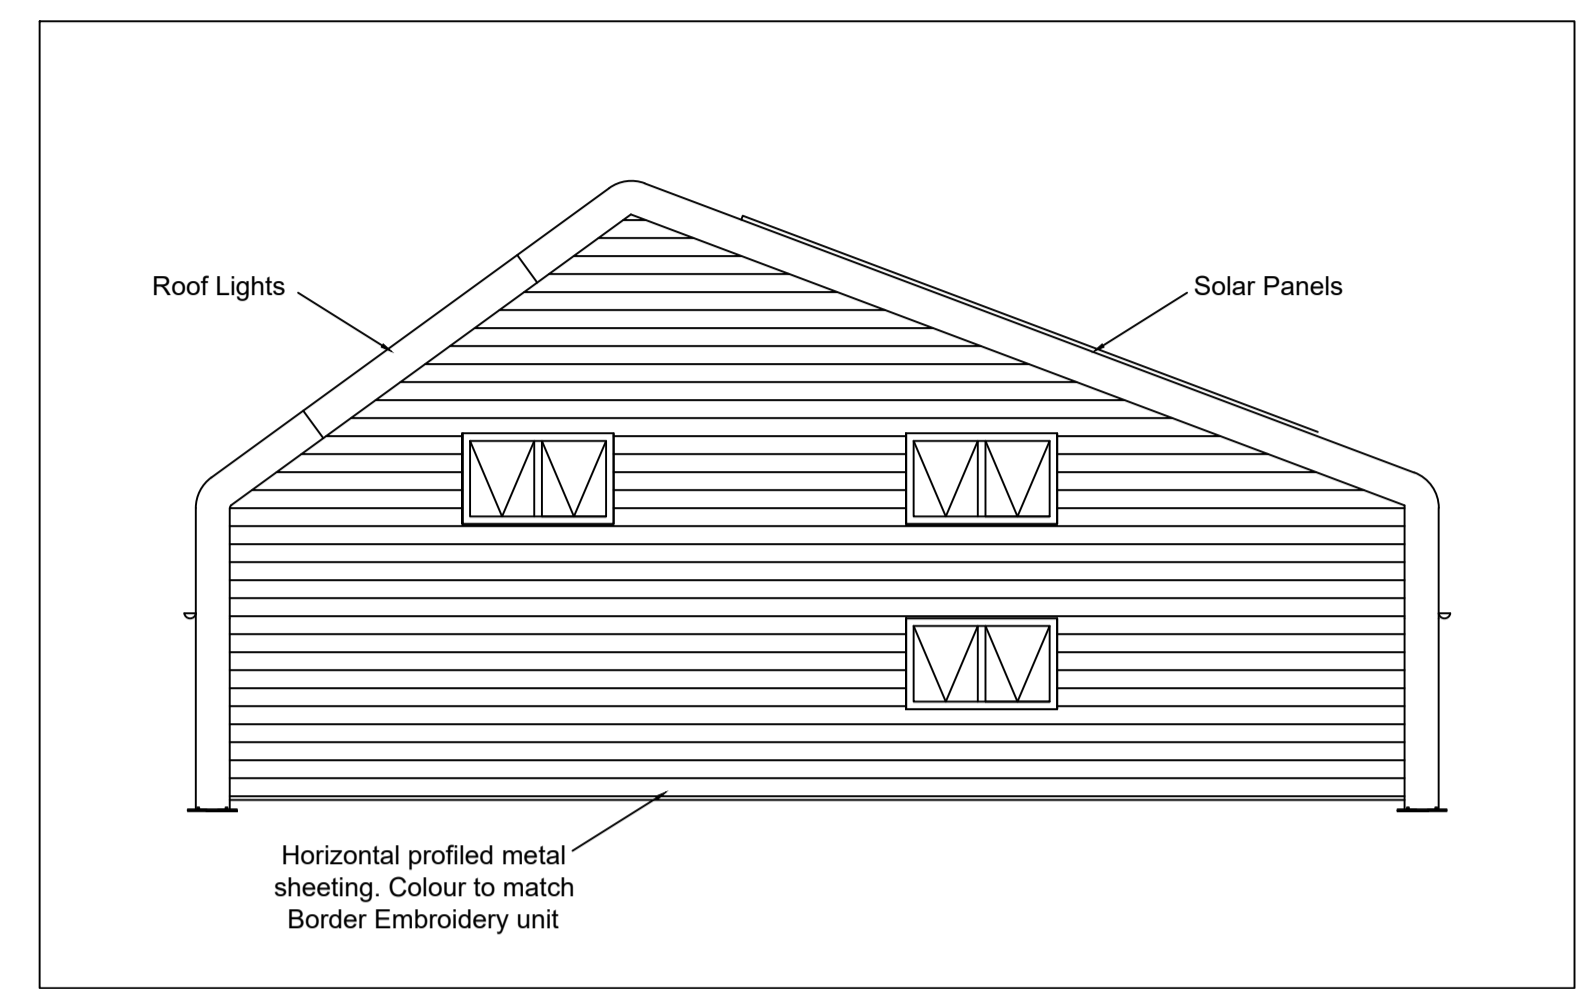 Roof Lights
Solar Panels
Horizontal profiled metal
sheeting. Colour to match
Border Embroidery unit